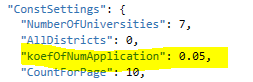 "ConstSettings": {
"NumberOfUniversities": 7,
"AllDistricts": 0,
"koefOfNumApplication": 0.05,
"CountForPage": 10,